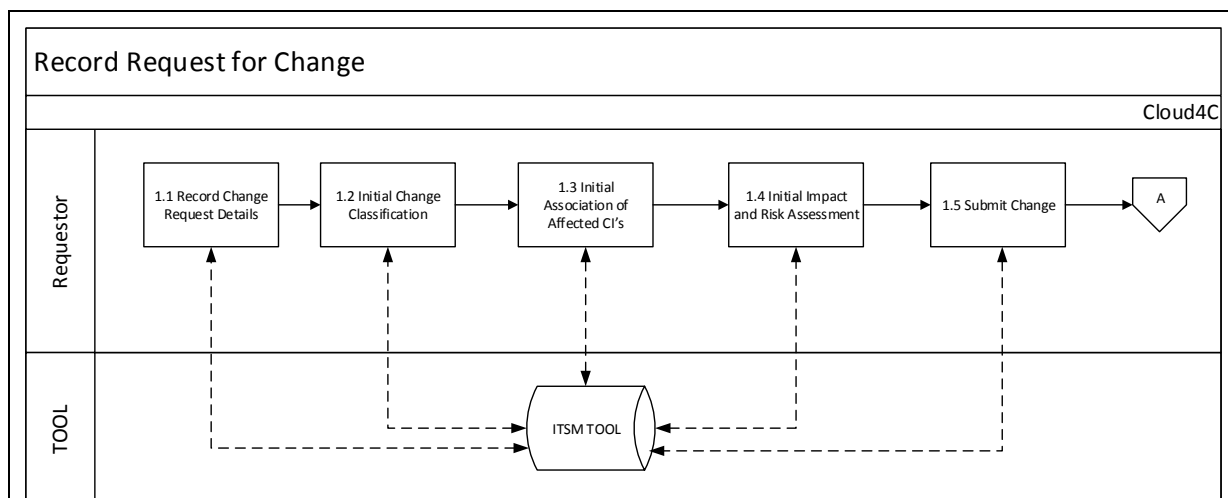 Record Request for Change
Cloud4C
Requestor
1.1 Record Change
Request Details
1.2 Initial Change
Classification
1.3 Initial
Association of
Affected CI's
1.4 Initial Impact
and Risk Assessment
1.5 Submit Change
A
TOOL
ITSM TOOL